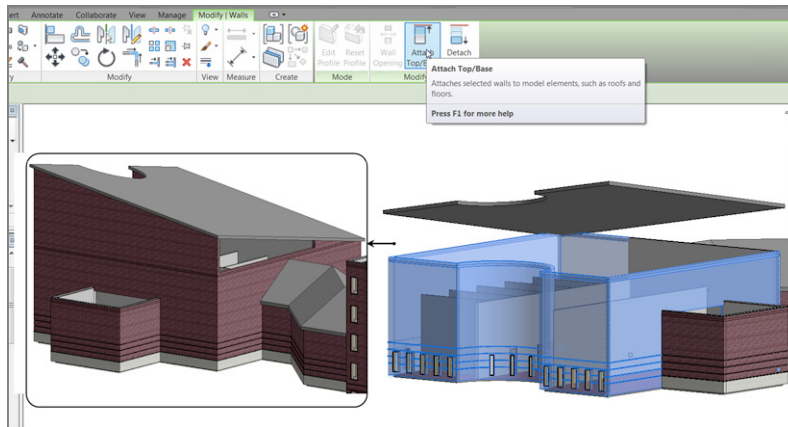 ert Annotate Collaborate View Manage Modify | Walls
Edit Profile
Reset Profile
Wall Opening
Attach Top/B
Detach
Modify View Measure Create Mode Modify
Attach Top/Base
Attaches selected walls to model elements, such as roofs and
floors.
Press F1 for more help